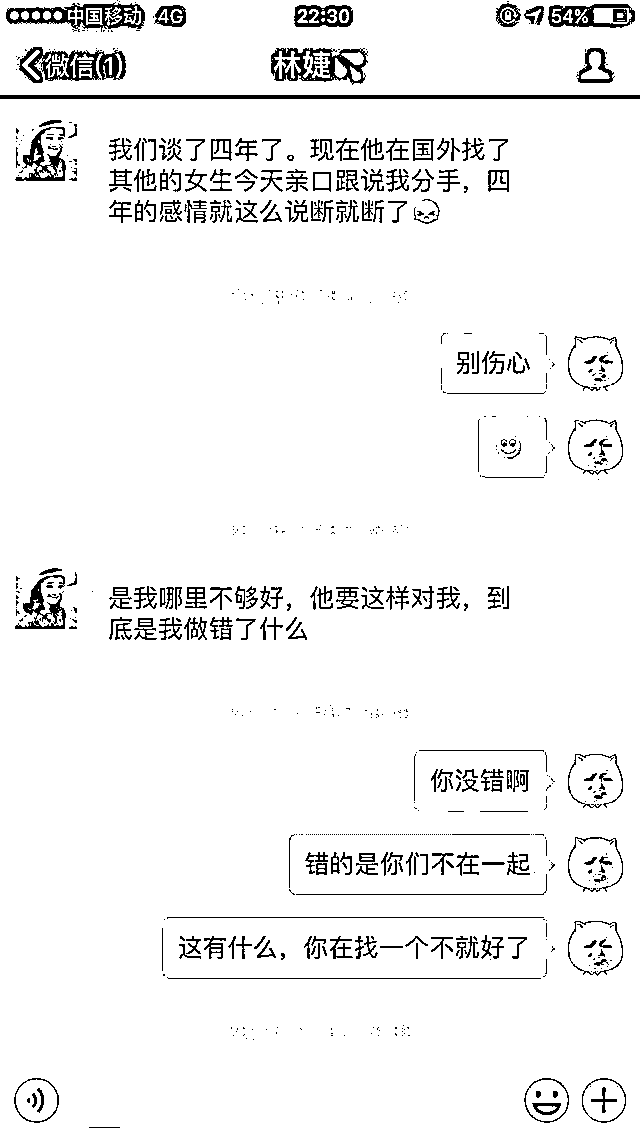 中国移动 4G 22:30 54%
微信(1) 林婕
我们谈了四年了。现在他在国外找了
其他的女生今天亲口跟说我分手，四
年的感情就这么说断就断了
别伤心
是我哪里不够好，他要这样对我，到
底是我做错了什么
你没错啊
错的是你们不在一起
这有什么，你在找一个不就好了